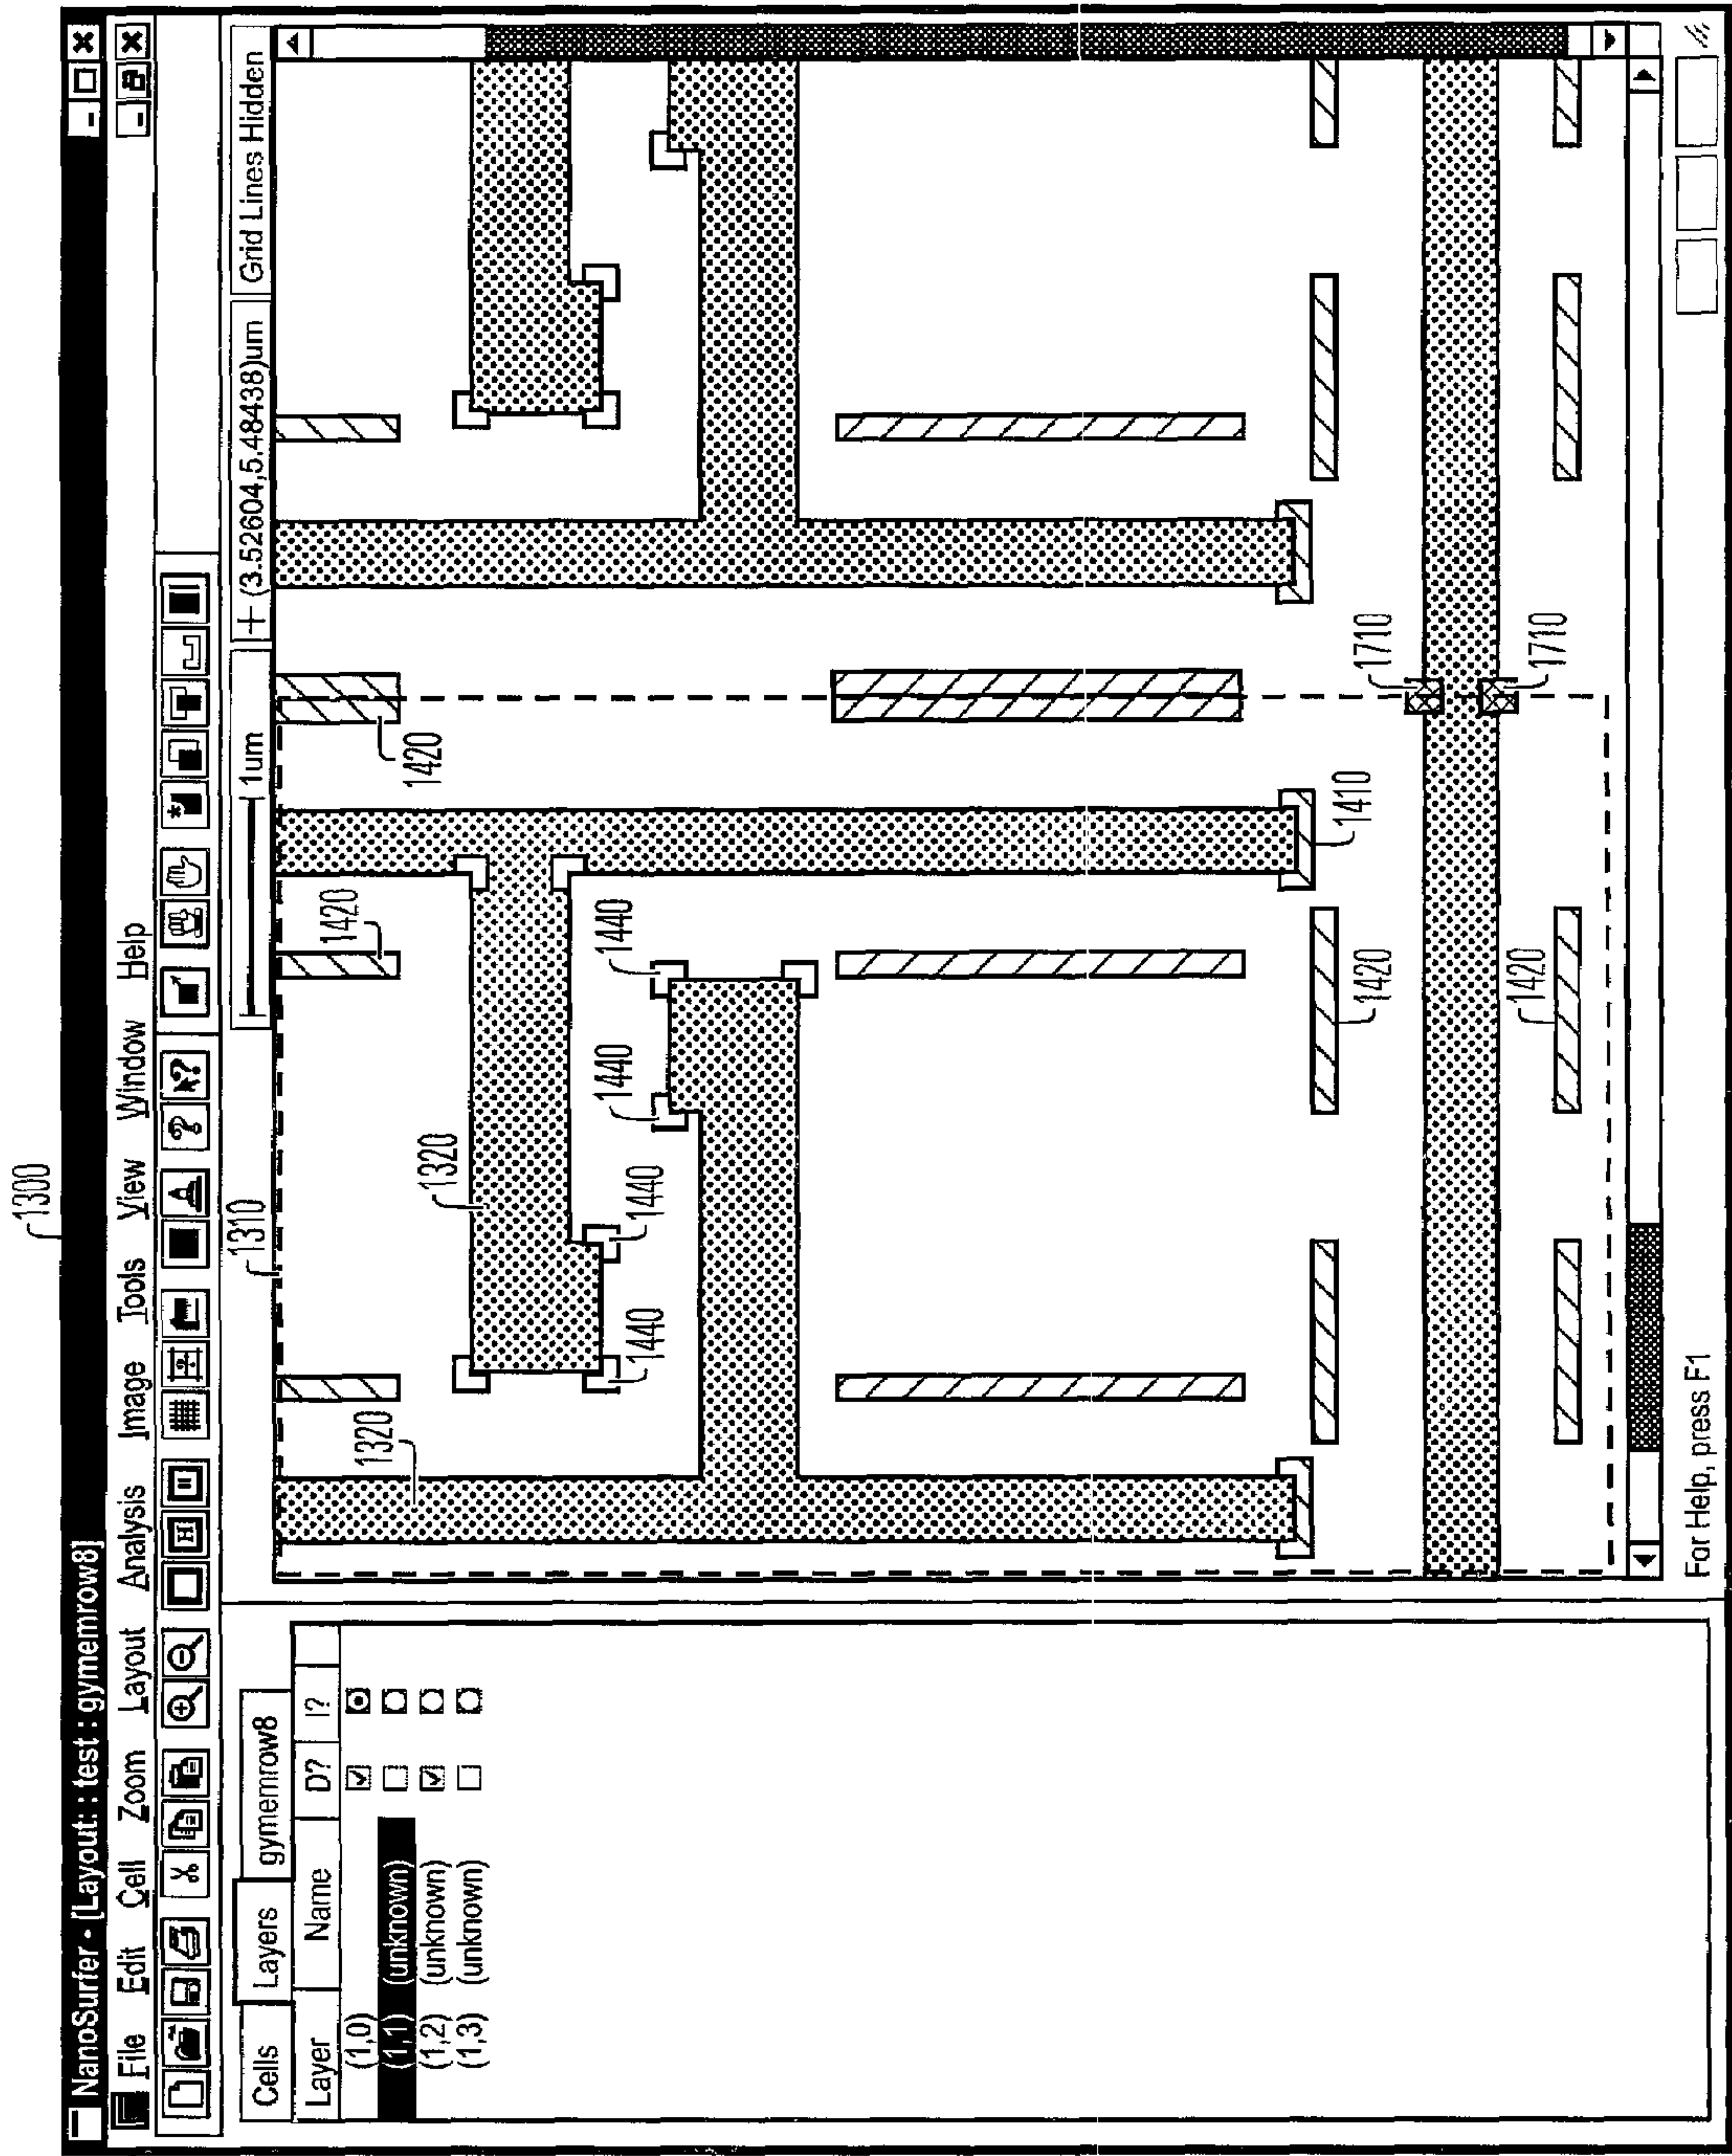 1300
NanoSurfer - [Layout: : test : gymemrow8]
File Edit Cell Zoom Layout Analysis Image Tools View Window Help
1310
1um
+ (3.52604,5.48438)um
Grid Lines Hidden
Cells Layers gymemrow8
Layer Name D? I?
(1,0)
(1,1) (unknown)
(1,2) (unknown)
(1,3) (unknown)
1320
1320
1420
1420
1440
1440
1440
1440
1410
1420
1420
1710
1710
For Help, press F1